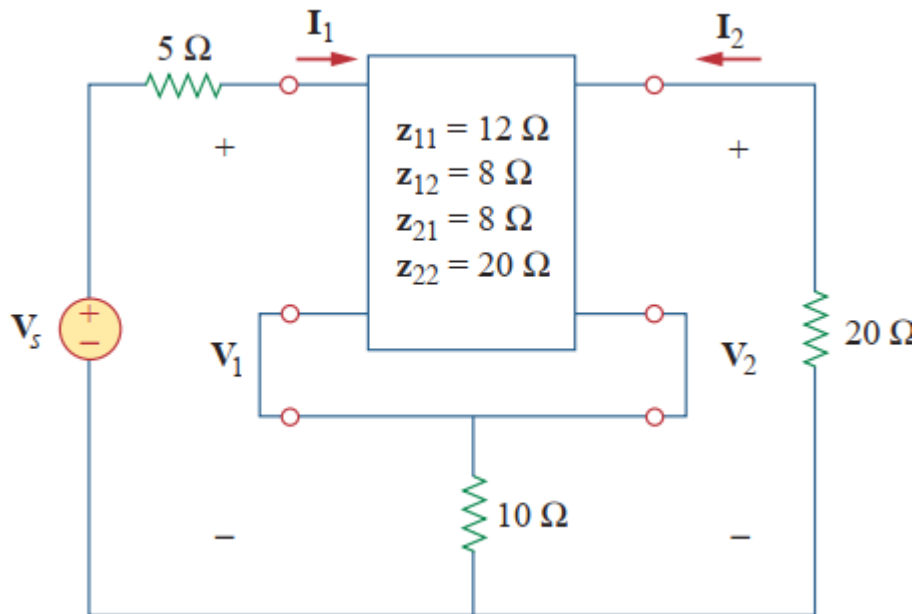 I₁
I₂
5 Ω
+
+
z₁₁ = 12 Ω
z₁₂ = 8 Ω
z₂₁ = 8 Ω
z₂₂ = 20 Ω
Vₛ
+
−
V₁
V₂
20 Ω
10 Ω
−
−